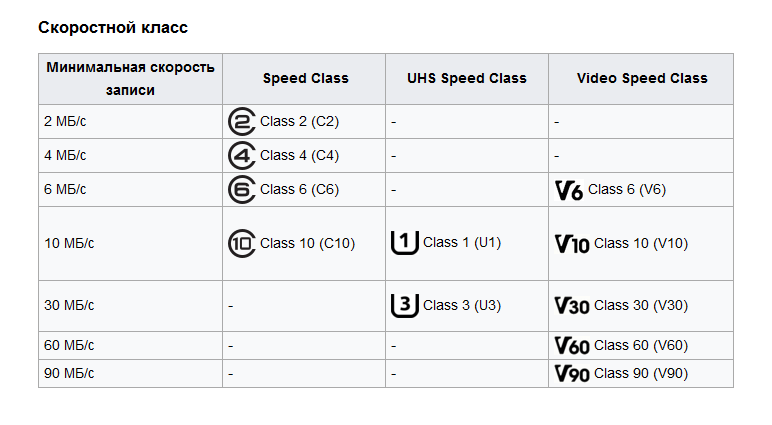 Скоростной класс
Минимальная скорость записи Speed Class UHS Speed Class Video Speed Class
2 МБ/с 2 Class 2 (C2) - -
4 МБ/с 4 Class 4 (C4) - -
6 МБ/с 6 Class 6 (C6) - V6 Class 6 (V6)
10 МБ/с 10 Class 10 (C10) 1 Class 1 (U1) V10 Class 10 (V10)
30 МБ/с - 3 Class 3 (U3) V30 Class 30 (V30)
60 МБ/с - - V60 Class 60 (V60)
90 МБ/с - - V90 Class 90 (V90)